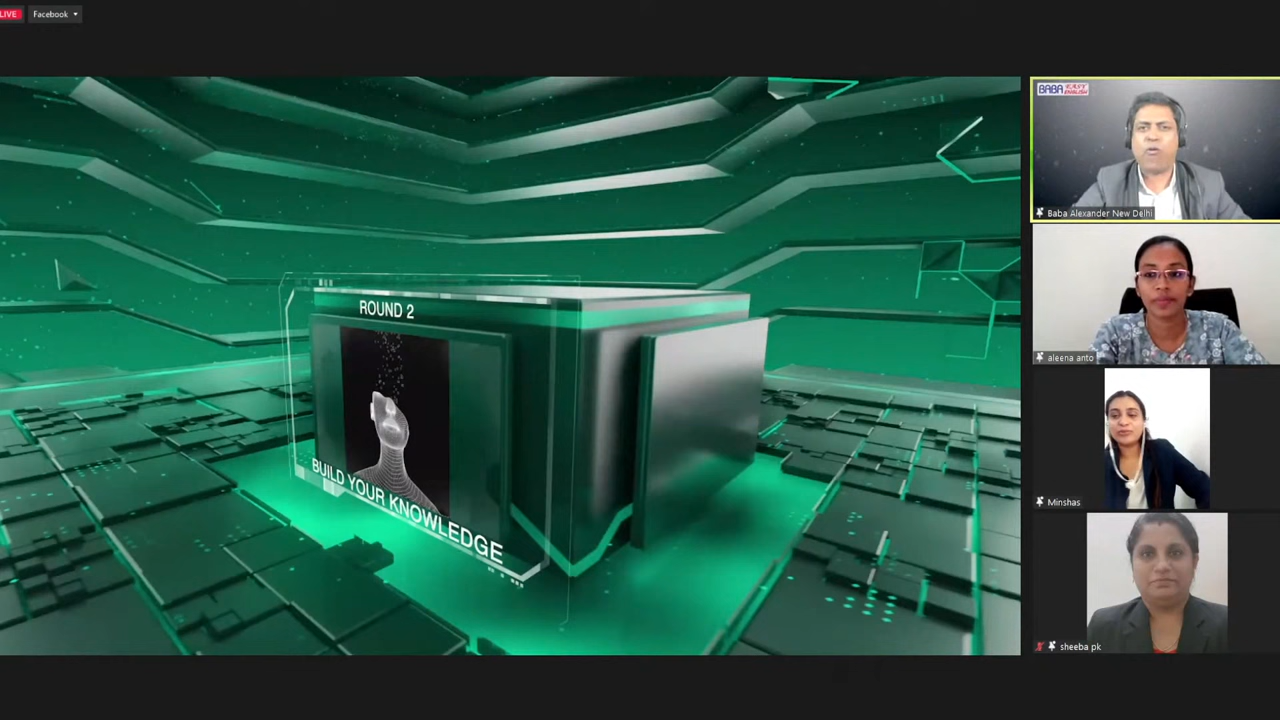 LIVE
Facebook
BABA EASY ENGLISH
Baba Alexander New Delhi
ROUND 2
BUILD YOUR KNOWLEDGE
aleena anto
Minshas
sheeba pk